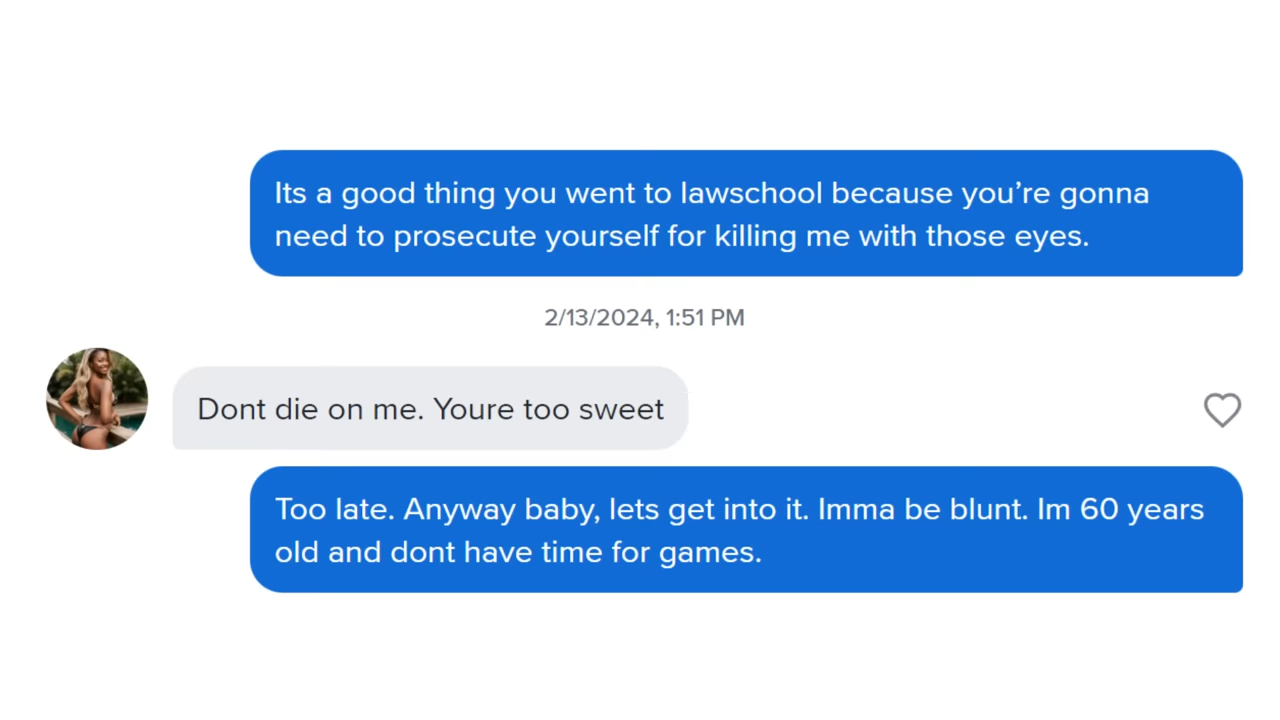 Its a good thing you went to lawschool because you’re gonna
need to prosecute yourself for killing me with those eyes.
2/13/2024, 1:51 PM
Dont die on me. Youre too sweet
Too late. Anyway baby, lets get into it. Imma be blunt. Im 60 years
old and dont have time for games.